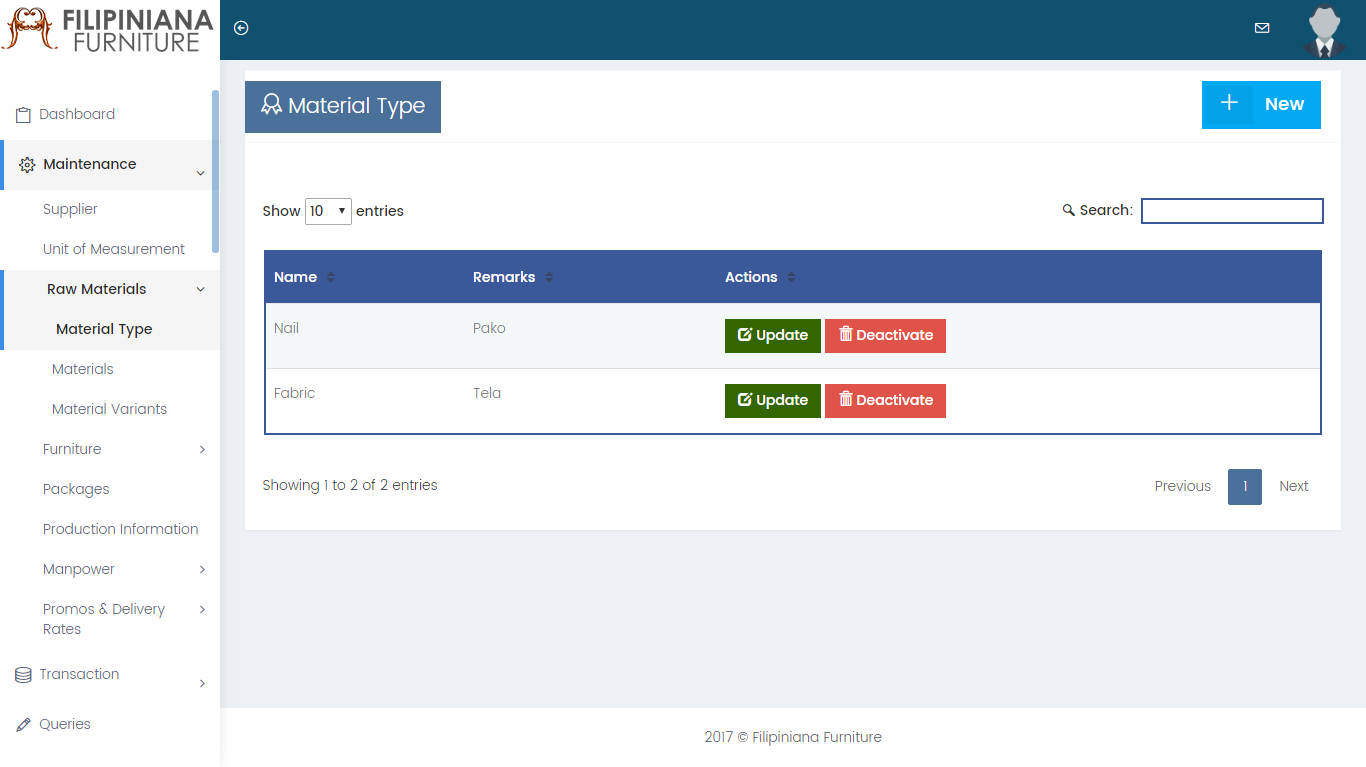 FILIPINIANA
FURNITURE
Dashboard
Maintenance
Supplier
Unit of Measurement
Raw Materials
Material Type
Materials
Material Variants
Furniture
Packages
Production Information
Manpower
Promos & Delivery
Rates
Transaction
Queries
Material Type
New
Show 10 entries
Search:
Name Remarks Actions
Nail Pako Update Deactivate
Fabric Tela Update Deactivate
Showing 1 to 2 of 2 entries
Previous 1 Next
2017 © Filipiniana Furniture